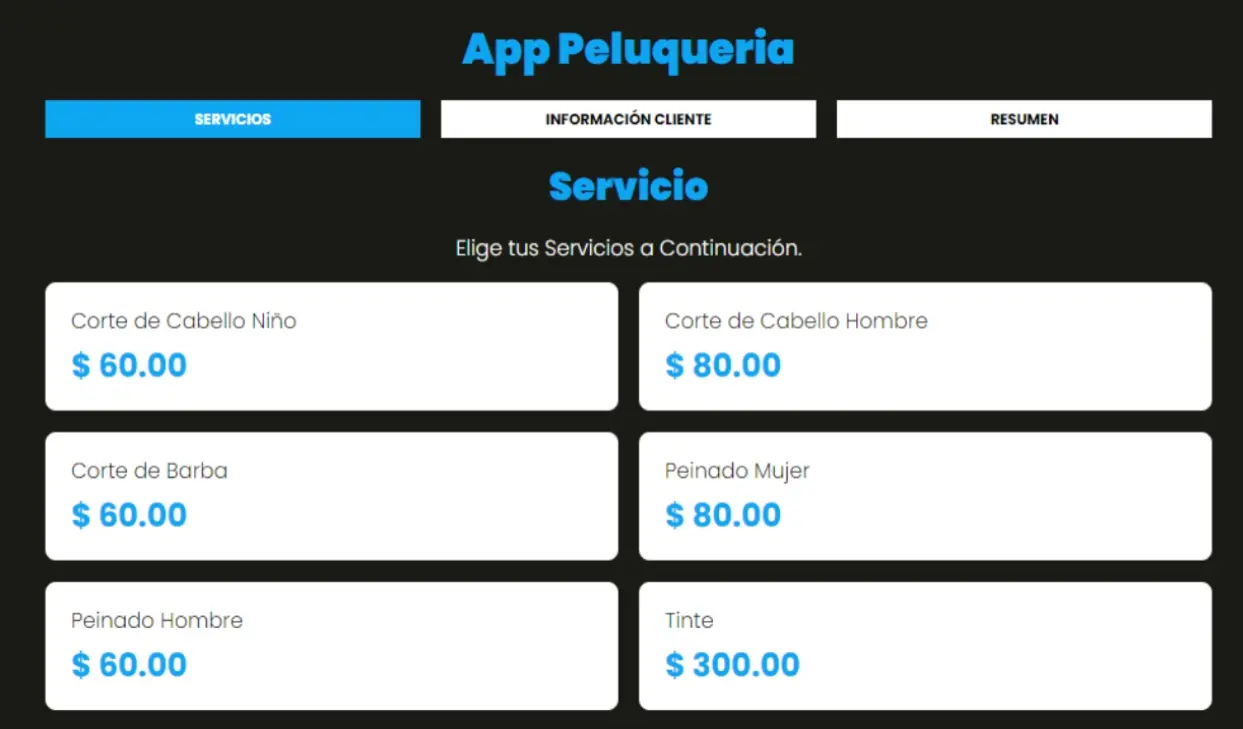 App Peluqueria
SERVICIOS
INFORMACIÓN CLIENTE
RESUMEN
Servicio
Elige tus Servicios a Continuación.
Corte de Cabello Niño
$ 60.00
Corte de Cabello Hombre
$ 80.00
Corte de Barba
$ 60.00
Peinado Mujer
$ 80.00
Peinado Hombre
$ 60.00
Tinte
$ 300.00